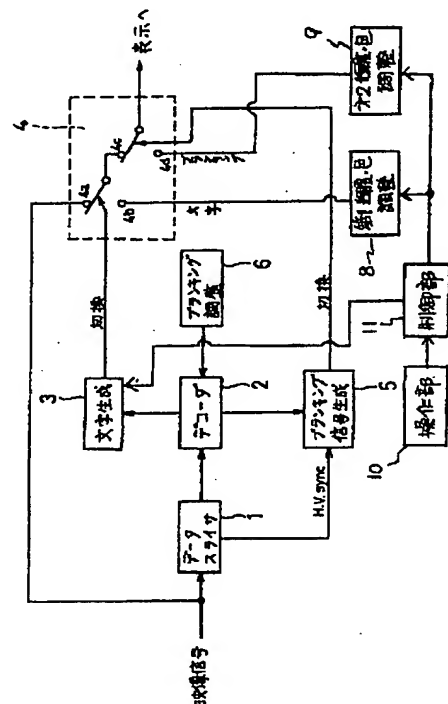 映像信号
データ
スライサ
1
H.V.sync
デコーダ
2
文字生成
3
切換
ブランキング
調整
6
ブランキング
信号生成
5
切換
4
4a
4b
4c
4d
文字
ブランキング
表示へ
第1輝度・色
調整
8
第2輝度・色
調整
9
操作部
10
制御部
11